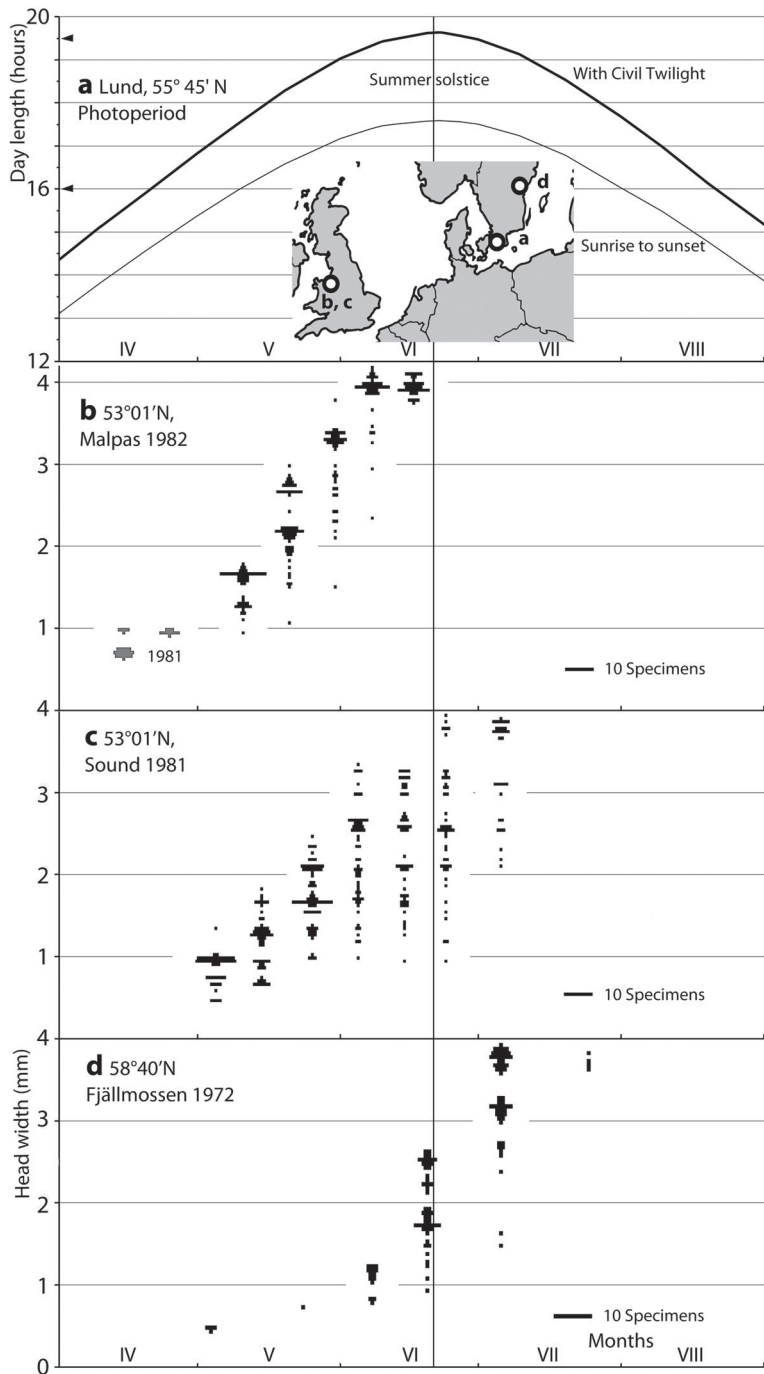 20
Day length (hours)
a Lund, 55° 45' N
Photoperiod
Summer solstice
With Civil Twilight
16
d
a
b, c
Sunrise to sunset
12
IV V VI VII VIII
4
b 53°01'N,
Malpas 1982
3
2
1
1981
10 Specimens
4
c 53°01'N,
Sound 1981
3
2
1
10 Specimens
4
d 58°40'N
Fjällmossen 1972
Head width (mm)
3
2
1
10 Specimens
Months
IV V VI VII VIII
0